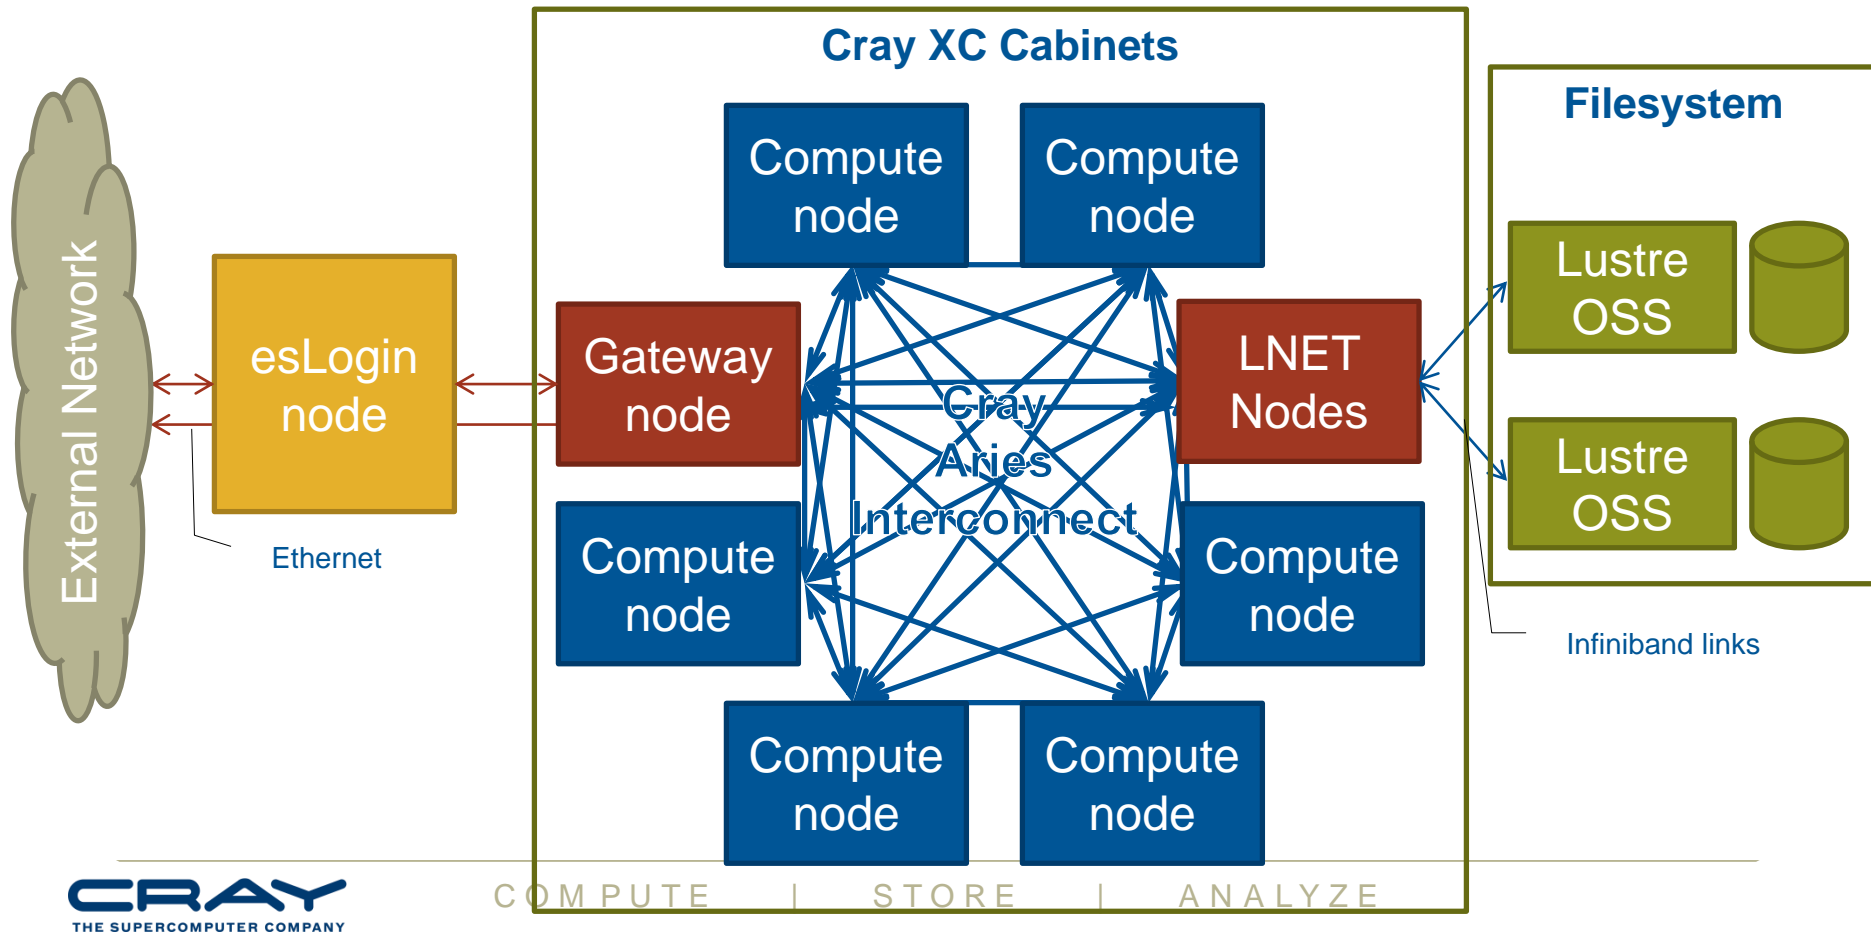 Cray XC Cabinets
Filesystem
Compute
node
Compute
node
External Network
esLogin
node
Gateway
node
LNET
Nodes
Lustre
OSS
Lustre
OSS
Cray
Aries
Interconnect
Ethernet
Compute
node
Compute
node
Infiniband links
Compute
node
Compute
node
CRAY
THE SUPERCOMPUTER COMPANY
COMPUTE | STORE | ANALYZE